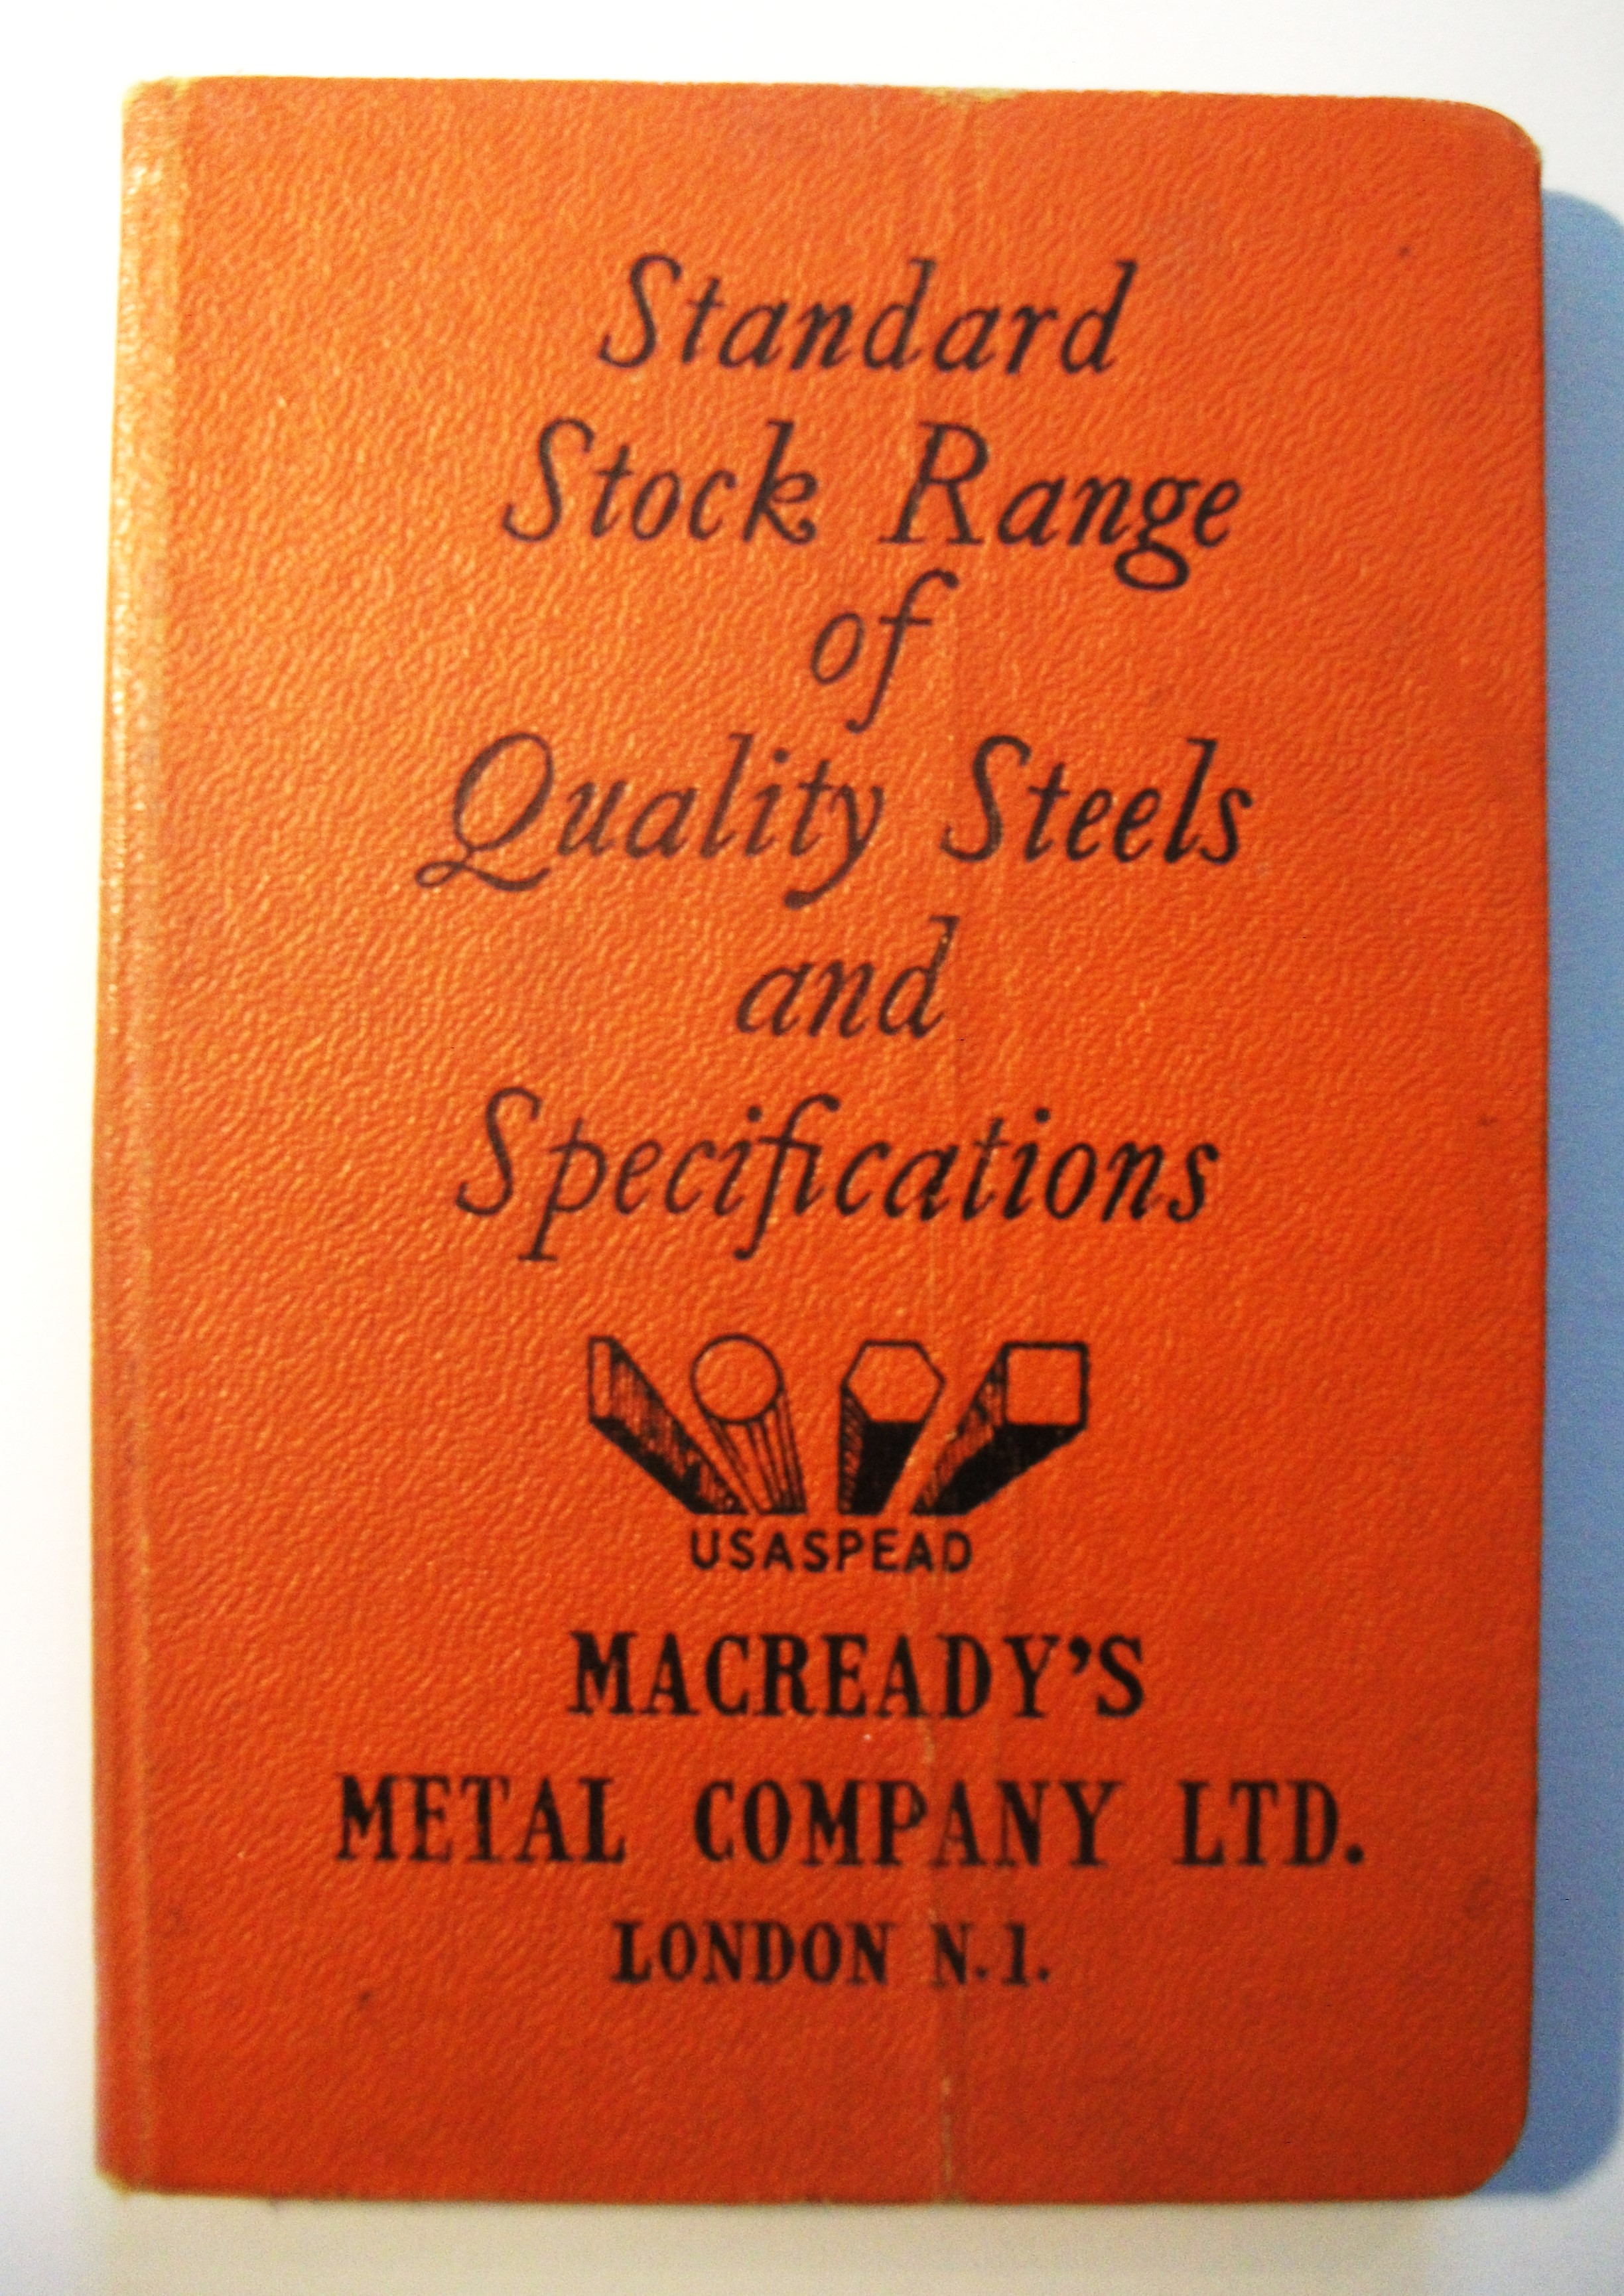 Standard
Stock Range
of
Quality Steels
and
Specifications
USASPEAD
MACREADY'S
METAL COMPANY LTD.
LONDON N.1.